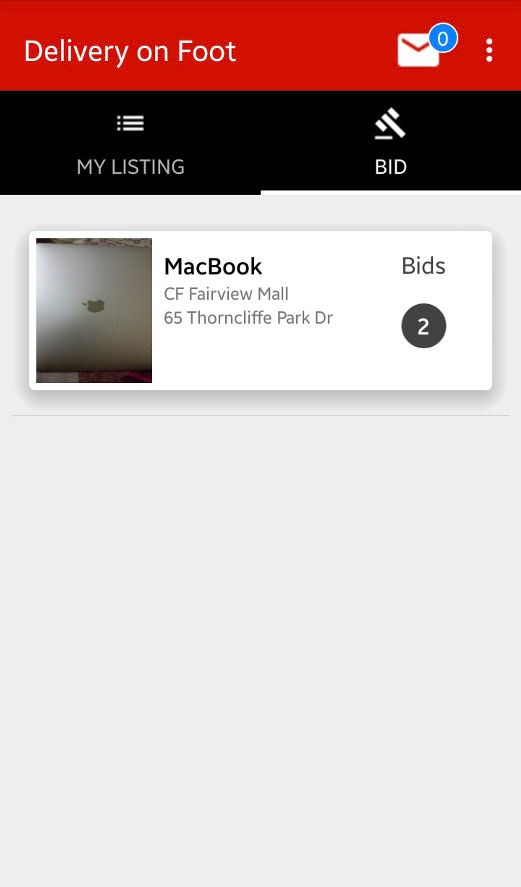 Delivery on Foot
0
MY LISTING
BID
MacBook
CF Fairview Mall
65 Thorncliffe Park Dr
Bids
2